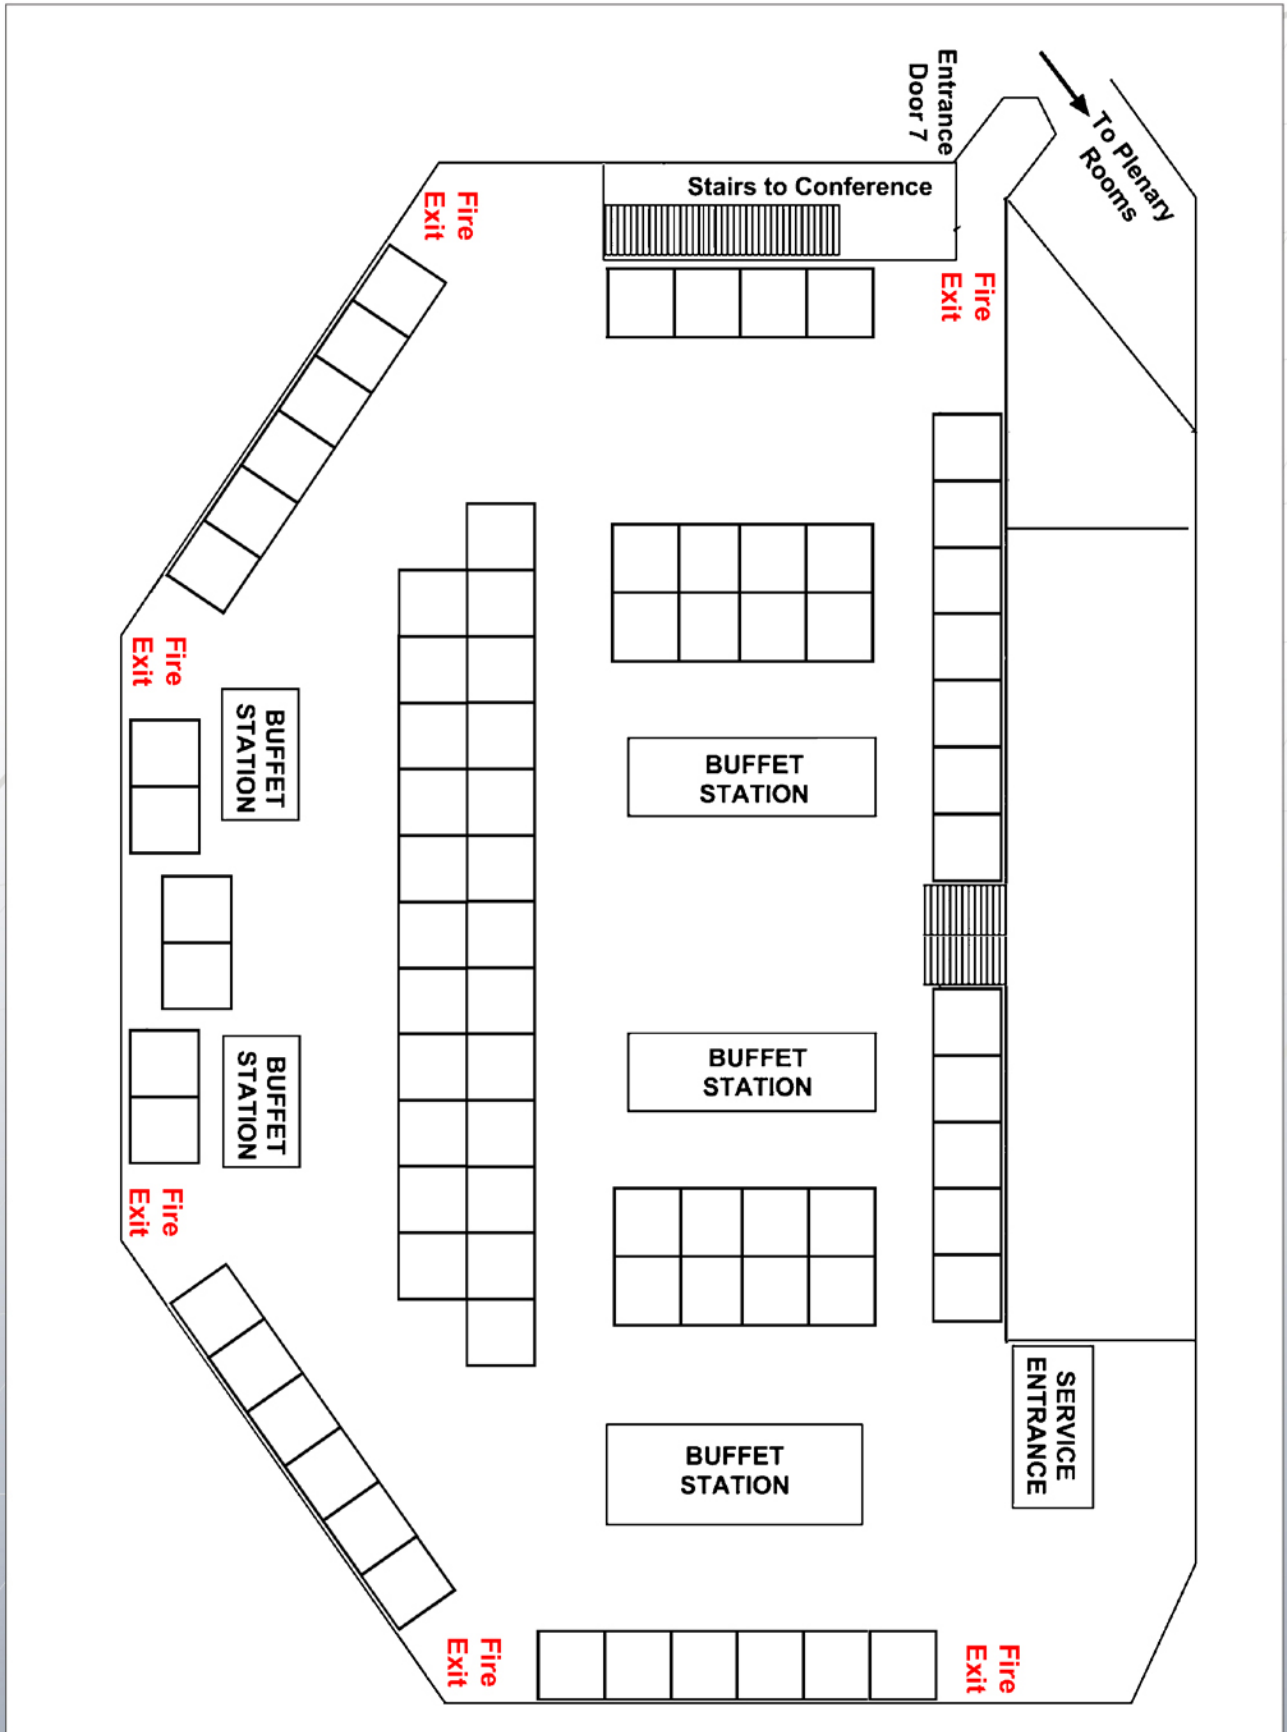 Entrance
Door 7
To Plenary
Rooms
Stairs to Conference
Fire
Exit
Fire
Exit
Fire
Exit
BUFFET
STATION
BUFFET
STATION
BUFFET
STATION
BUFFET
STATION
Fire
Exit
SERVICE
ENTRANCE
BUFFET
STATION
Fire
Exit
Fire
Exit